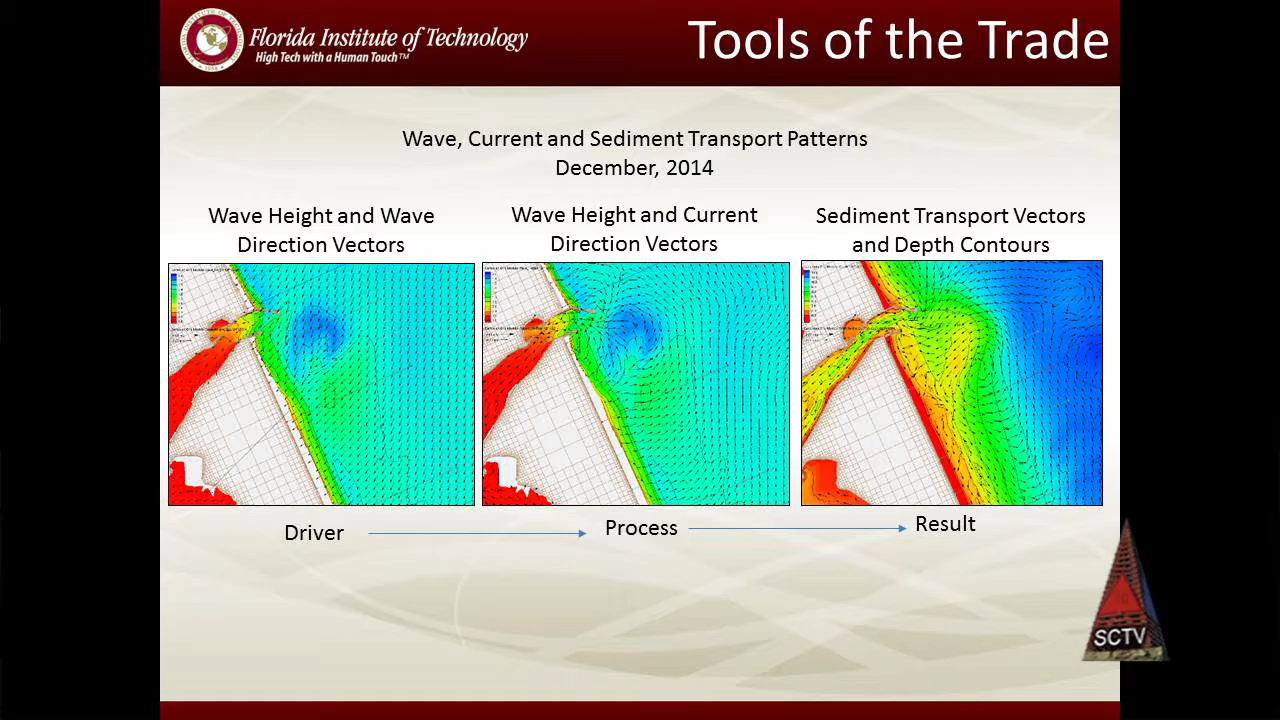 Florida Institute of Technology
High Tech with a Human Touch™
Tools of the Trade
Wave, Current and Sediment Transport Patterns
December, 2014
Wave Height and Wave
Direction Vectors
Wave Height and Current
Direction Vectors
Sediment Transport Vectors
and Depth Contours
Driver
Process
Result
SCTV